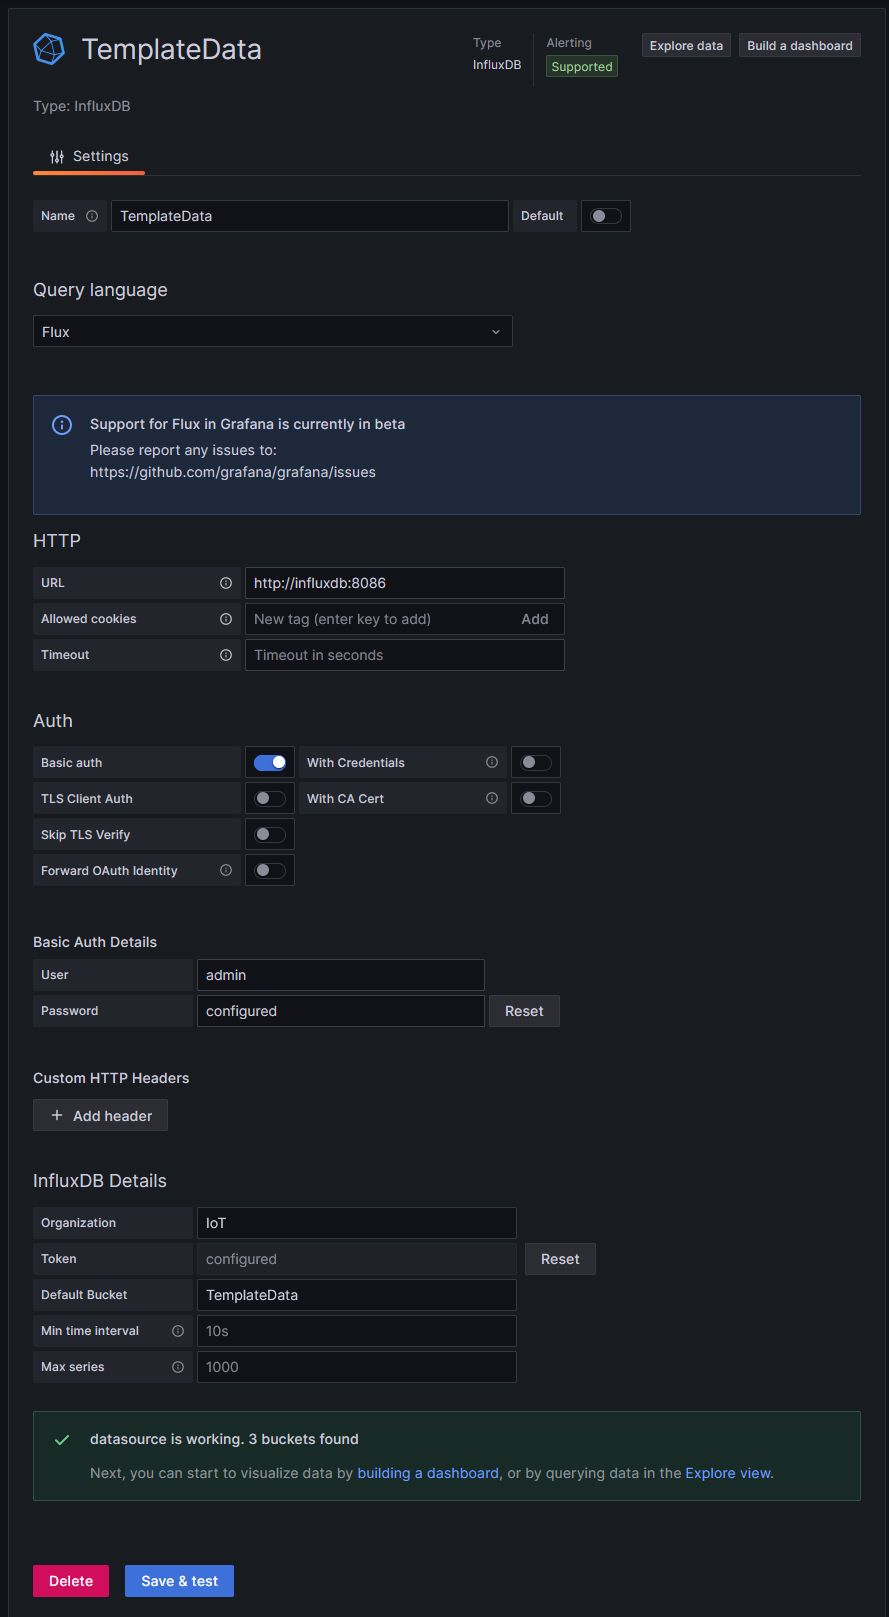 TemplateData
Type
InfluxDB
Alerting
Supported
Explore data
Build a dashboard
Type: InfluxDB
Settings
Name
TemplateData
Default
Query language
Flux
Support for Flux in Grafana is currently in beta
Please report any issues to:
https://github.com/grafana/grafana/issues
HTTP
URL
http://influxdb:8086
Allowed cookies
New tag (enter key to add)
Add
Timeout
Timeout in seconds
Auth
Basic auth
With Credentials
TLS Client Auth
With CA Cert
Skip TLS Verify
Forward OAuth Identity
Basic Auth Details
User
admin
Password
configured
Reset
Custom HTTP Headers
Add header
InfluxDB Details
Organization
IoT
Token
configured
Reset
Default Bucket
TemplateData
Min time interval
10s
Max series
1000
datasource is working. 3 buckets found
Next, you can start to visualize data by building a dashboard, or by querying data in the Explore view.
Delete
Save & test